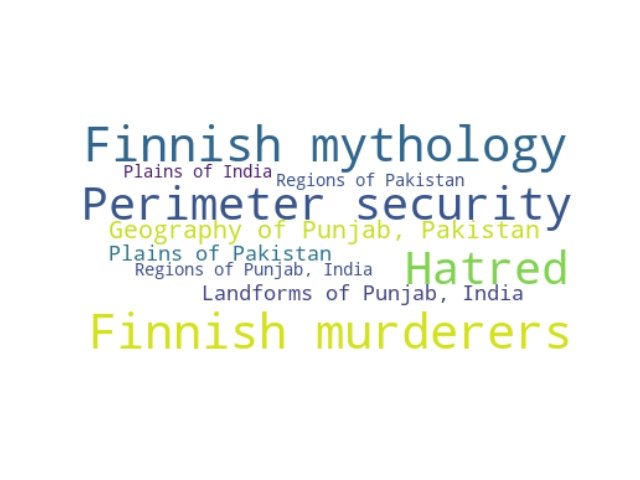 Finnish mythology
Plains of India
Regions of Pakistan
Perimeter security
Geography of Punjab, Pakistan
Plains of Pakistan
Hatred
Regions of Punjab, India
Landforms of Punjab, India
Finnish murderers